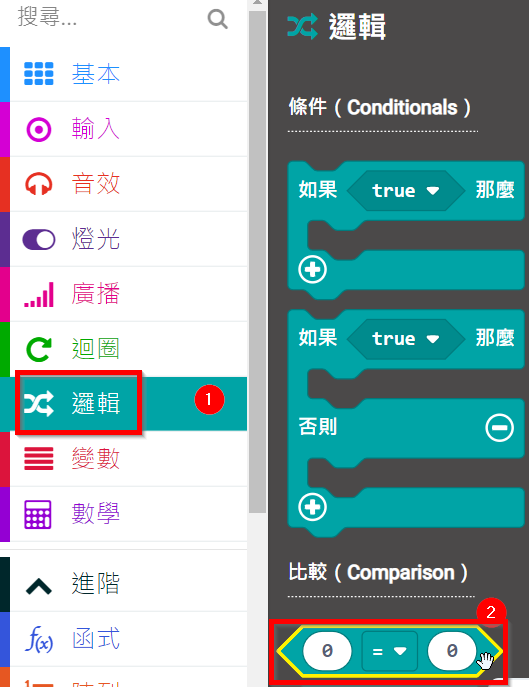 搜尋...
基本
輸入
音效
燈光
廣播
迴圈
邏輯
1
變數
數學
進階
f(x) 函式
邏輯
條件（Conditionals）
如果 true 那麼
如果 true 那麼
否則
比較（Comparison）
2
0 = 0